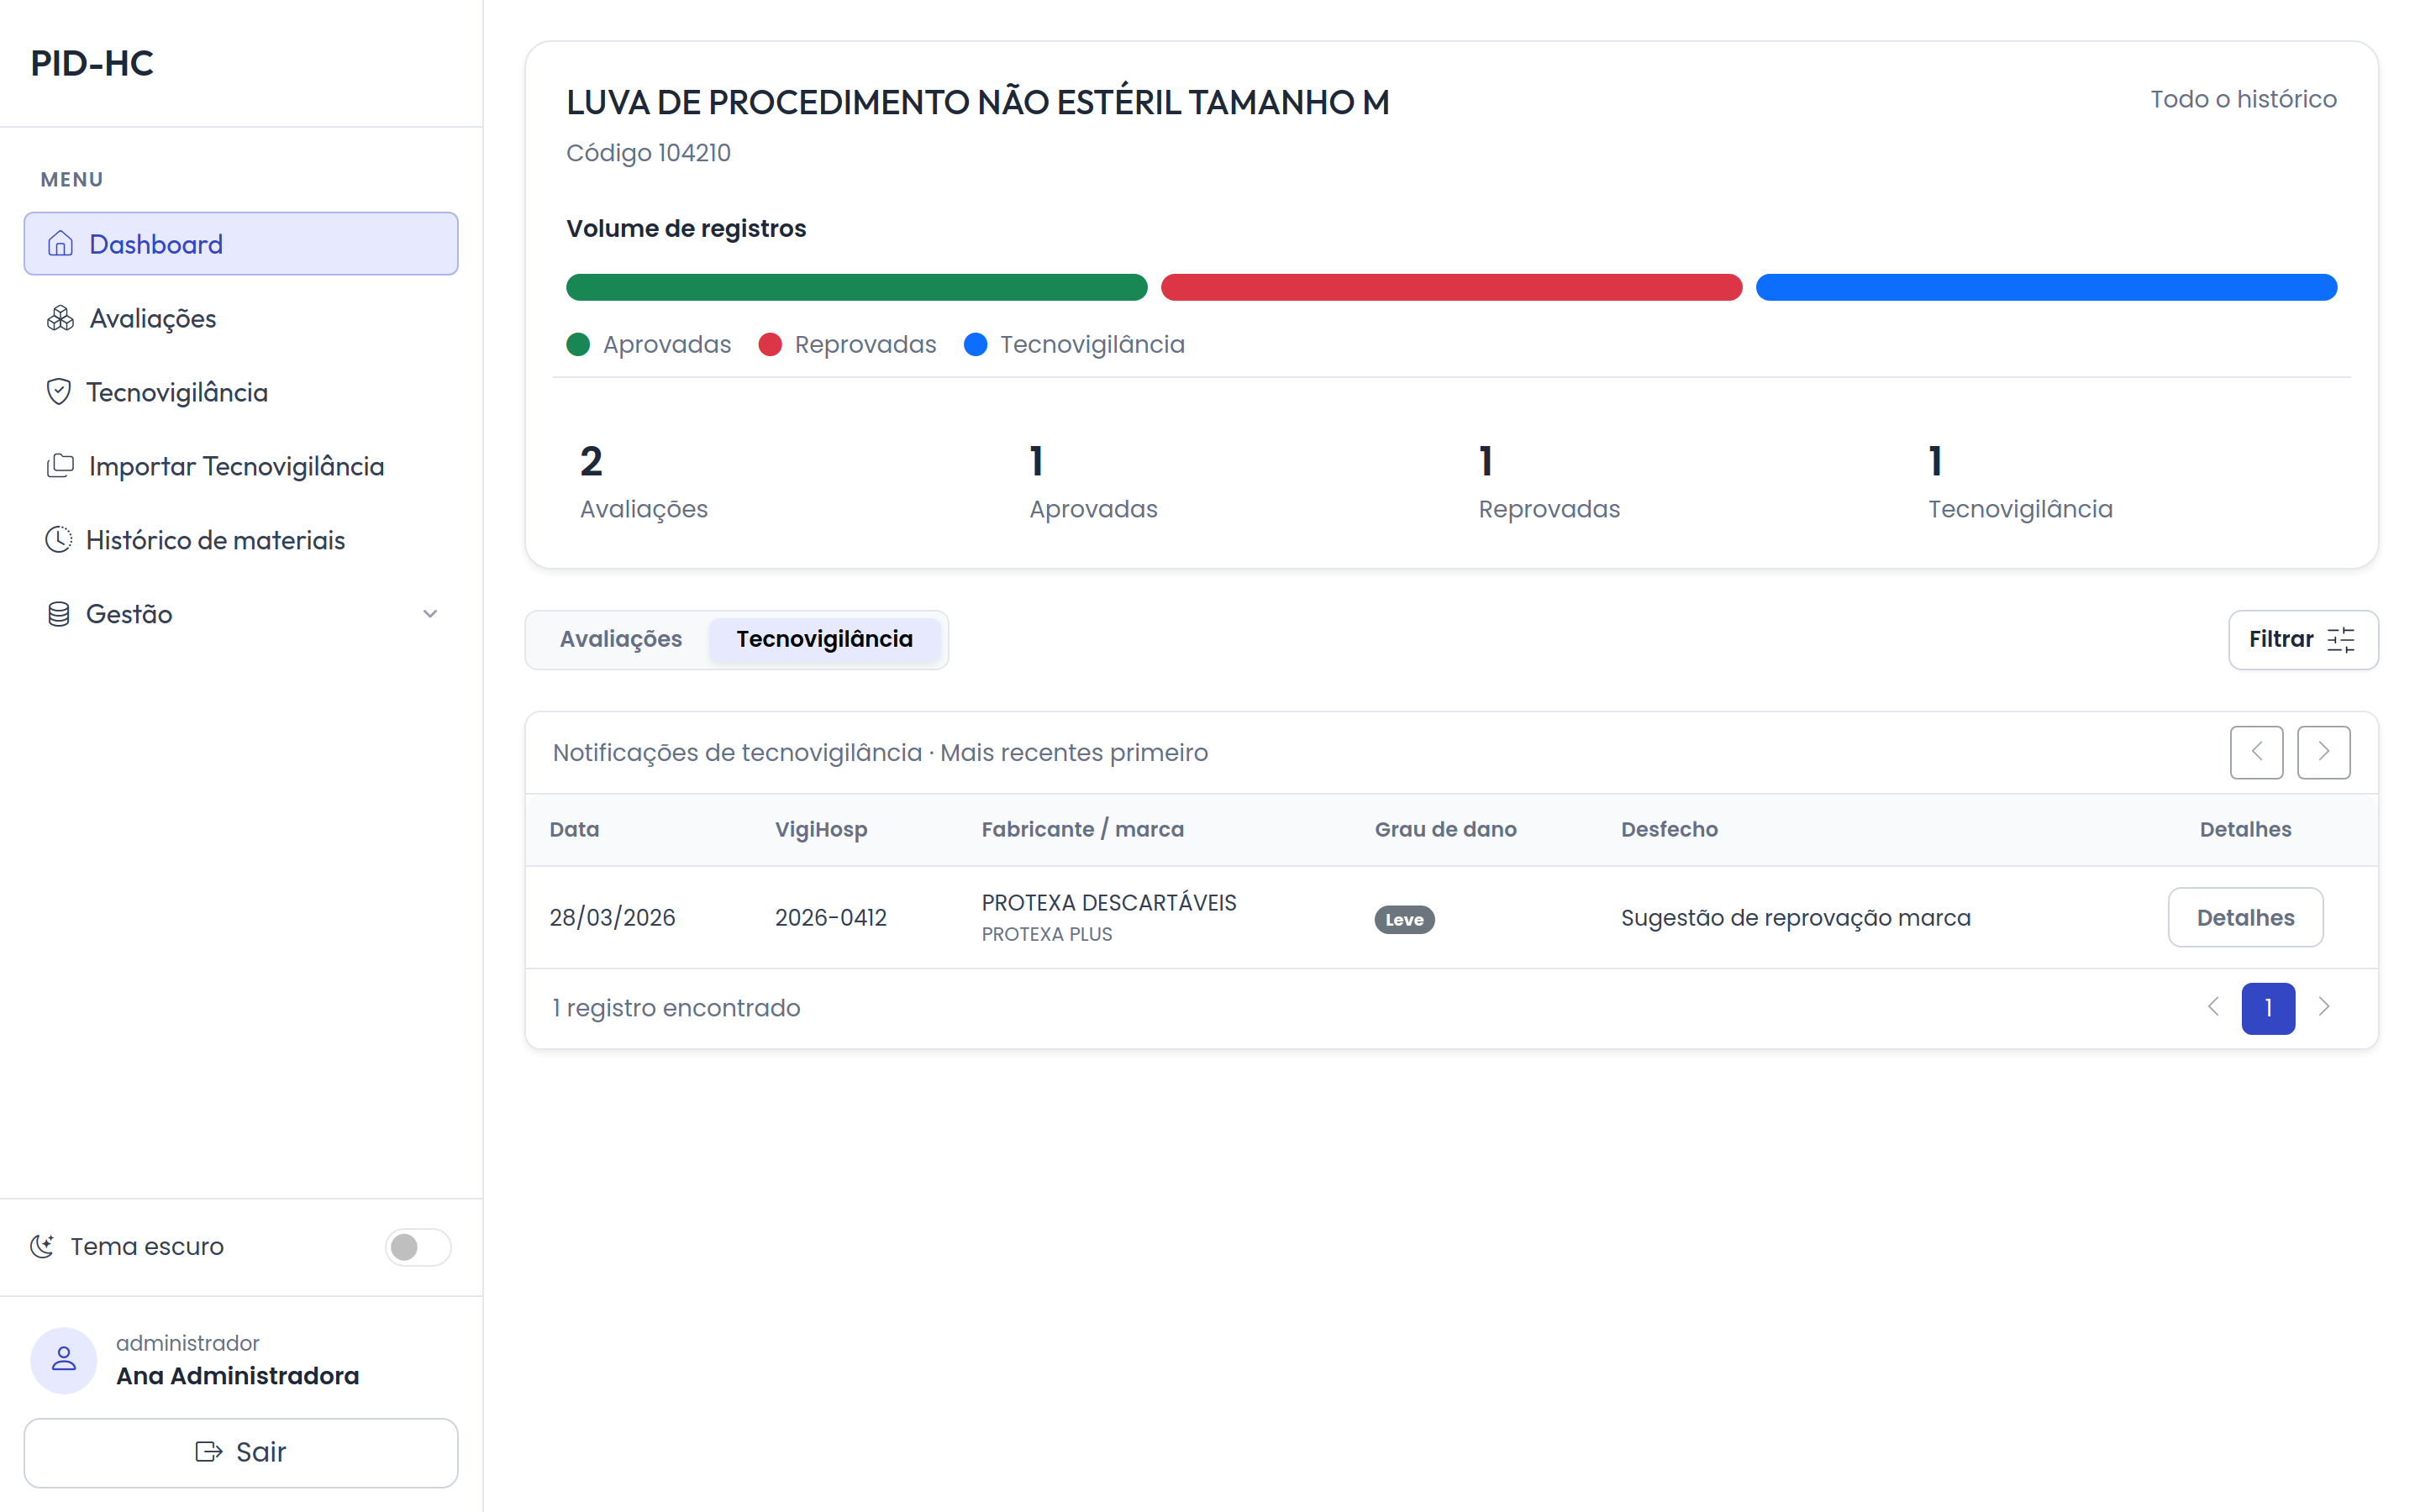 PID-HC
MENU
Dashboard
Avaliações
Tecnovigilância
Importar Tecnovigilância
Histórico de materiais
Gestão
Tema escuro
administrador
Ana Administradora
Sair
LUVA DE PROCEDIMENTO NÃO ESTÉRIL TAMANHO M
Todo o histórico
Código 104210
Volume de registros
Aprovadas Reprovadas Tecnovigilância
2 1 1 1
Avaliações Aprovadas Reprovadas Tecnovigilância
Avaliações Tecnovigilância Filtrar
Notificações de tecnovigilância · Mais recentes primeiro
Data VigiHosp Fabricante / marca Grau de dano Desfecho Detalhes
28/03/2026 2026-0412 PROTEXA DESCARTÁVEIS Leve Sugestão de reprovação marca Detalhes
PROTEXA PLUS
1 registro encontrado 1